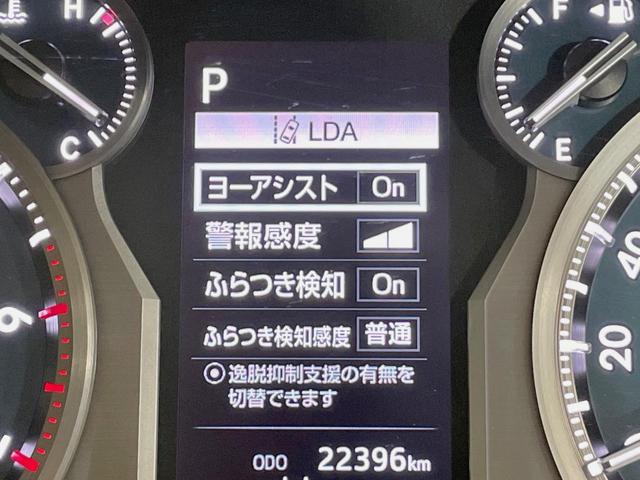 H
C
F
E
P
LDA
ヨーアシスト On
警報感度
ふらつき検知 On
ふらつき検知感度 普通
逸脱抑制支援の有無を
切替できます
ODO 22396km
9
40
20